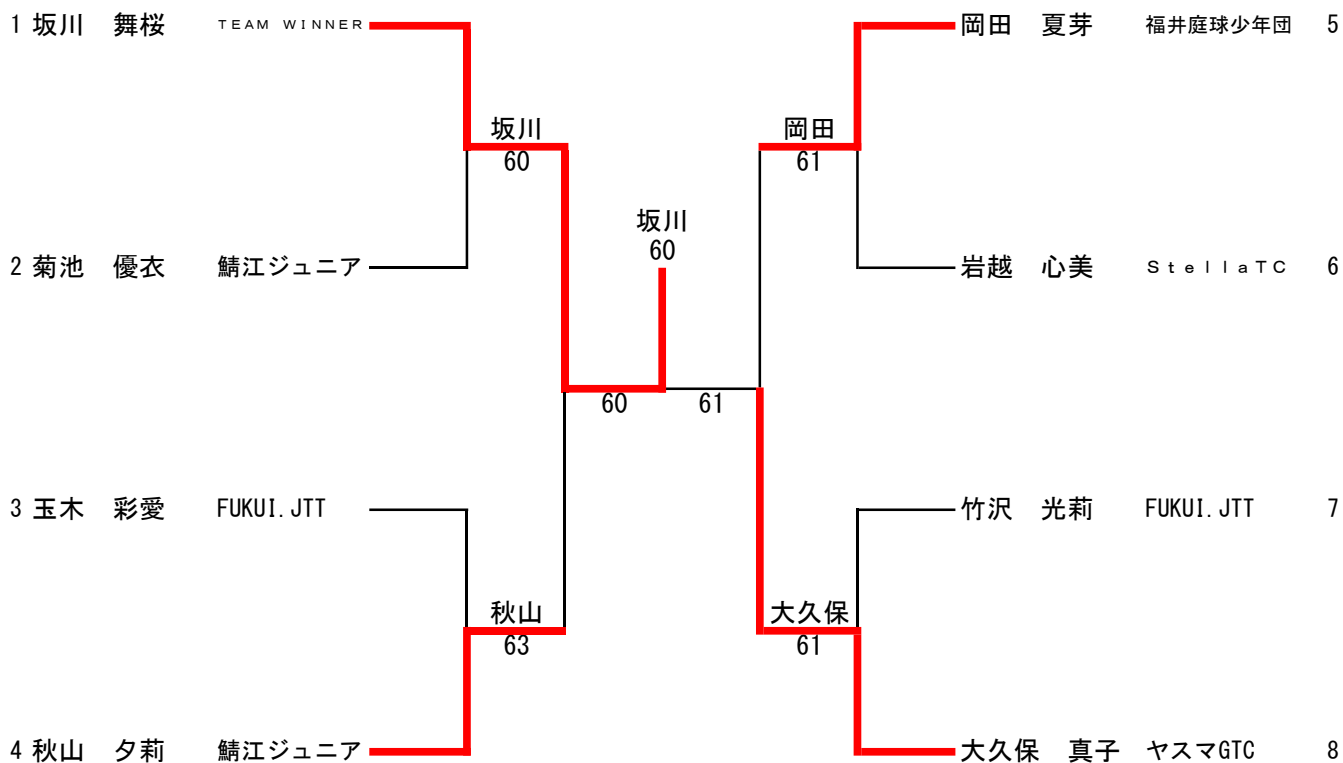 1 坂川 舞桜 ＴＥＡＭ ＷＩＮＮＥＲ
岡田 夏芽 福井庭球少年団 5
坂川
60
岡田
61
坂川
60
2 菊池 優衣 鯖江ジュニア
岩越 心美 ＳｔｅｌｌａＴＣ 6
60
61
3 玉木 彩愛 FUKUI.JTT
竹沢 光莉 FUKUI.JTT 7
秋山
63
大久保
61
4 秋山 夕莉 鯖江ジュニア
大久保 真子 ヤスマGTC 8